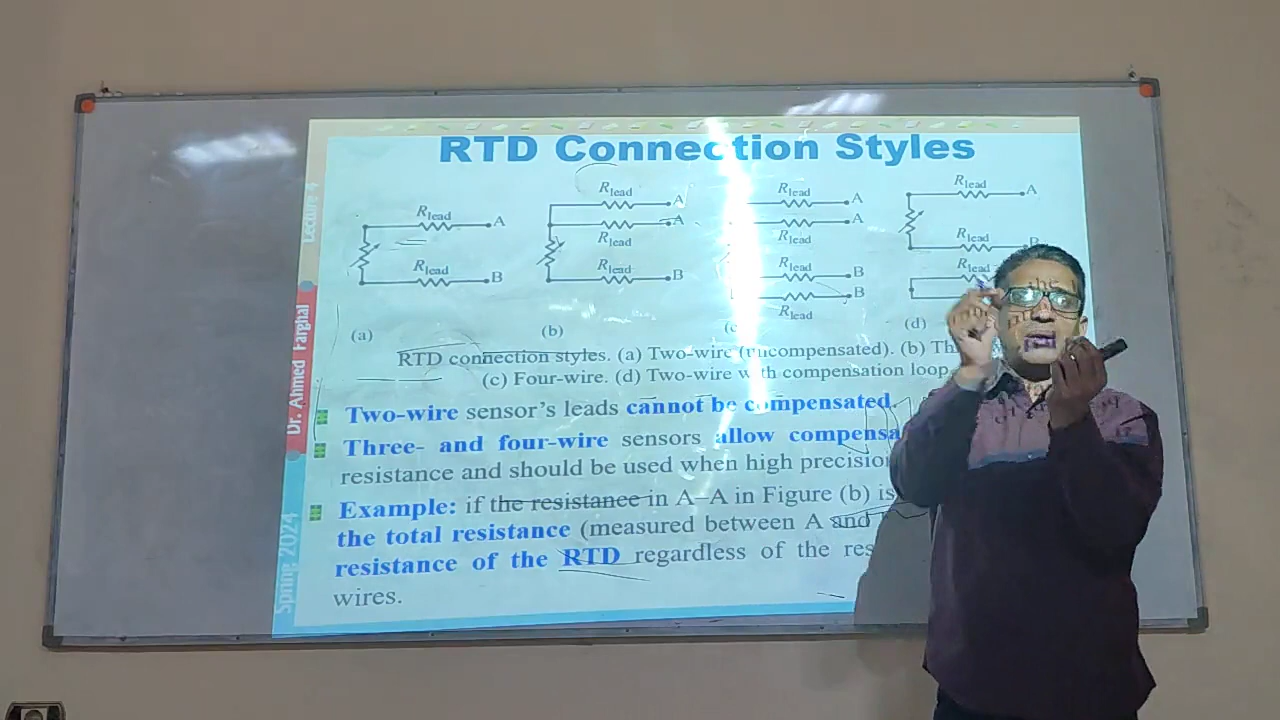 RTD Connection Styles
Lecture 4
Dr. Ahmed Farghal
Spring 2024
Rlead A
Rlead B
(a)
Rlead A
A
Rlead
Rlead B
(b)
Rlead A
A
Rlead
Rlead B
B
Rlead
(c
Rlead A
Rlead B
Rlead
(d)
RTD connection styles. (a) Two-wire (uncompensated). (b) Th
(c) Four-wire. (d) Two-wire with compensation loop.
Two-wire sensor's leads cannot be compensated.
Three- and four-wire sensors allow compensa
resistance and should be used when high precision
Example: if the resistance in A–A in Figure (b) is
the total resistance (measured between A and
resistance of the RTD regardless of the res
wires.